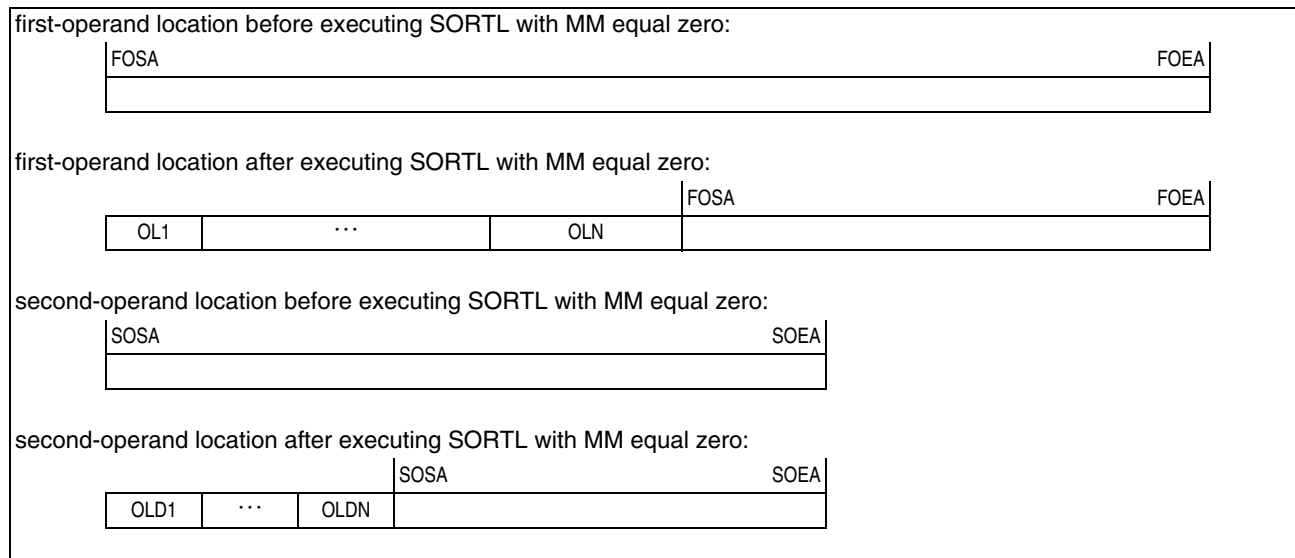 first-operand location before executing SORTL with MM equal zero:
FOSA FOEA
first-operand location after executing SORTL with MM equal zero:
FOSA FOEA
OL1 ... OLN
second-operand location before executing SORTL with MM equal zero:
SOSA SOEA
second-operand location after executing SORTL with MM equal zero:
SOSA SOEA
OLD1 ... OLDN